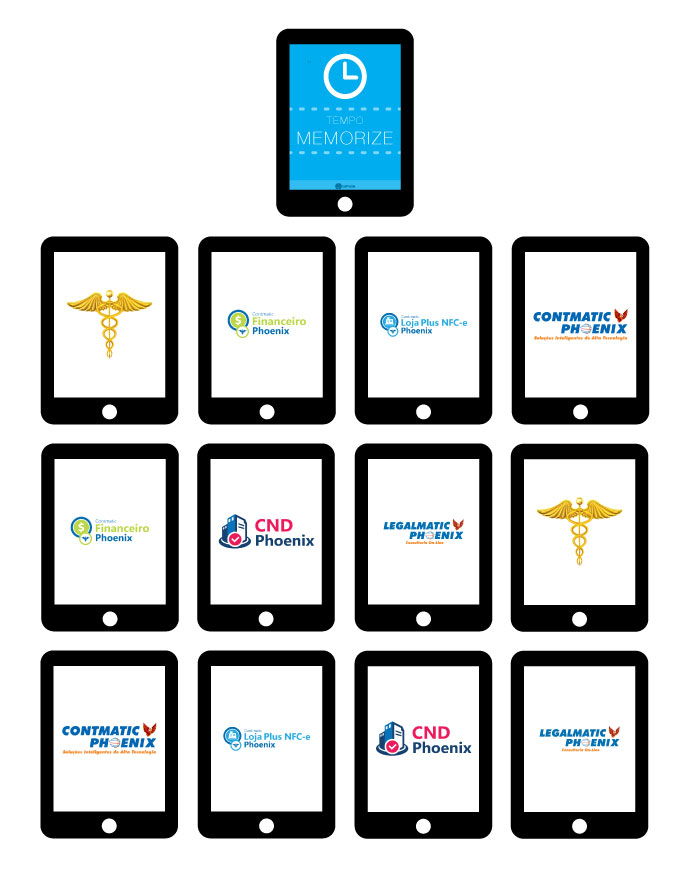 TEMPO
MEMORIZE
Contmatic
Financeiro
Phoenix
Contmatic
Loja Plus NFC-e
Phoenix
CONTMATIC
PHOENIX
Soluções Inteligentes de Alta Tecnologia
Contmatic
Financeiro
Phoenix
CND
Phoenix
LEGALMATIC
PHOENIX
Consultoria On-Line
CONTMATIC
PHOENIX
Soluções Inteligentes de Alta Tecnologia
Contmatic
Loja Plus NFC-e
Phoenix
CND
Phoenix
LEGALMATIC
PHOENIX
Consultoria On-Line